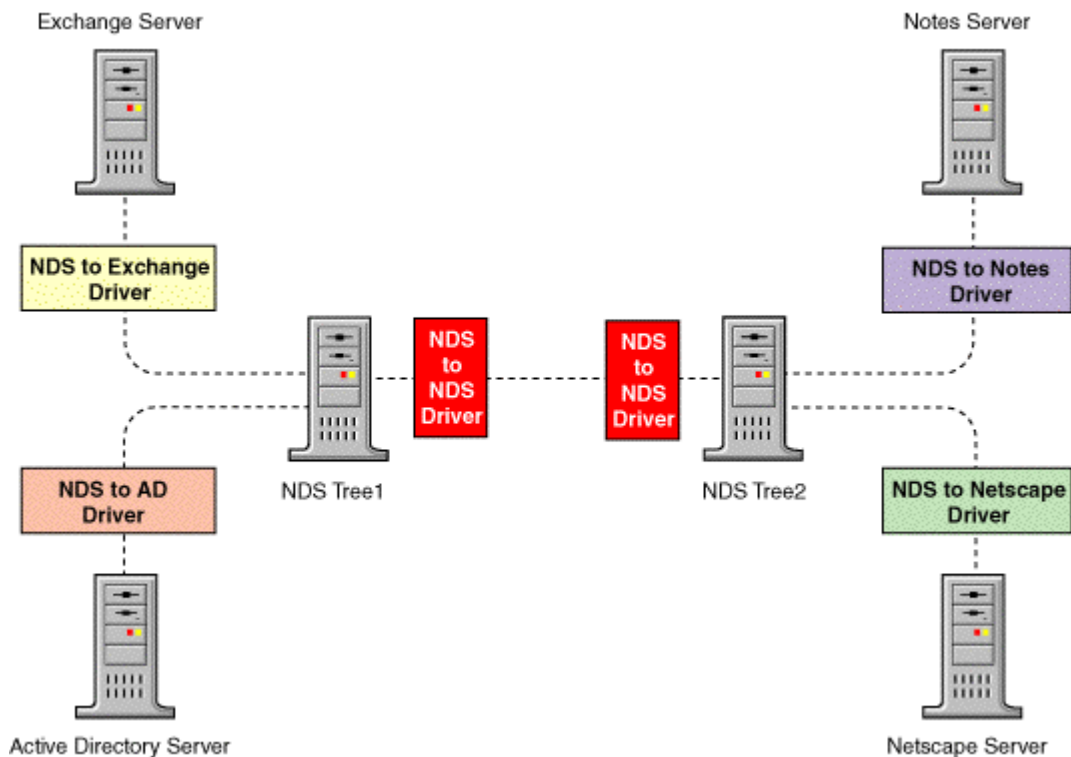 Exchange Server
Notes Server
NDS to Exchange
Driver
NDS to Notes
Driver
NDS
to
NDS
Driver
NDS
to
NDS
Driver
NDS to AD
Driver
NDS Tree1
NDS Tree2
NDS to Netscape
Driver
Active Directory Server
Netscape Server